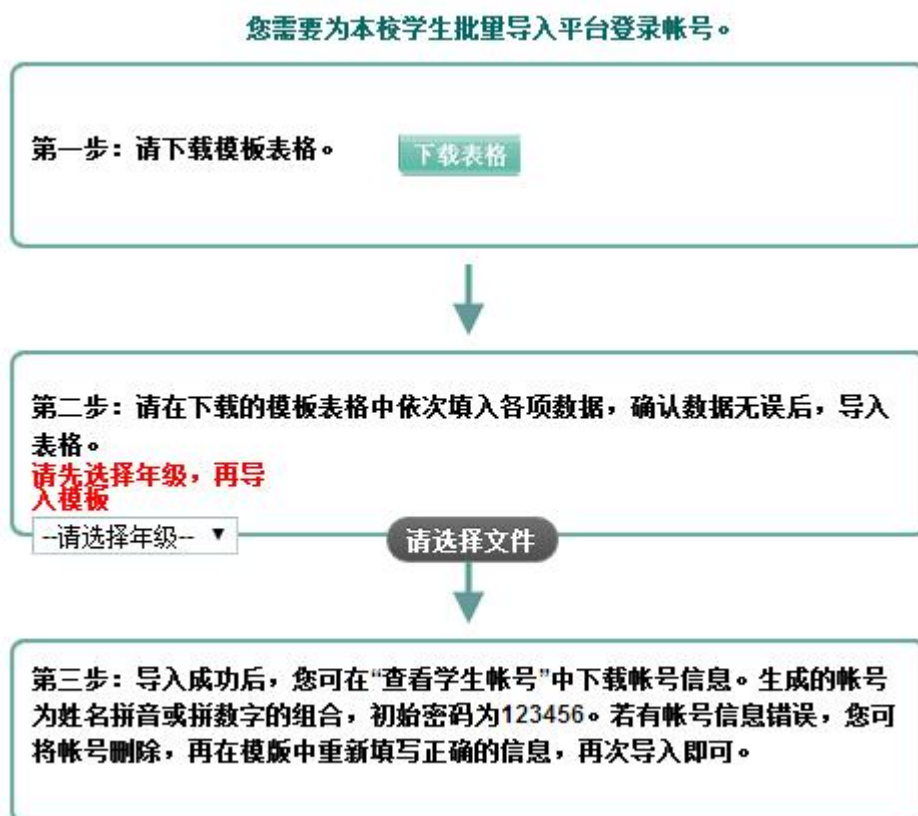 您需要为本校学生批量导入平台登录帐号。
第一步：请下载模板表格。
下载表格
第二步：请在下载的模板表格中依次填入各项数据，确认数据无误后，导入
表格。
请先选择年级，再导
入模板
--请选择年级--
请选择文件
第三步：导入成功后，您可在“查看学生帐号”中下载帐号信息。生成的帐号
为姓名拼音或拼数字的组合，初始密码为123456。若有帐号信息错误，您可
将帐号删除，再在模版中重新填写正确的信息，再次导入即可。